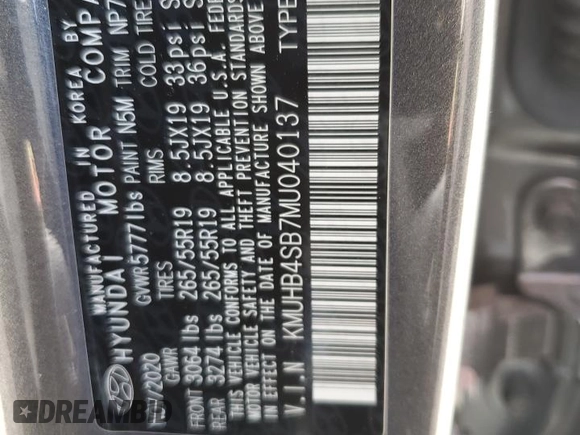 MANUFACTURED IN KOREA BY
HYUNDAI MOTOR COMPA
/2020 GVWR 5777 lbs PAINT N5M TRIM NP7
GAWR TIRES RIMS COLD TIRE
FRONT 3064 lbs 265/55R19 8.5JX19 33psi
REAR 3274 lbs 265/55R19 8.5JX19 36psi
THIS VEHICLE CONFORMS TO ALL APPLICABLE U.S.A. FEDE
MOTOR VEHICLE SAFETY AND THEFT PREVENTION STANDARDS
IN EFFECT ON THE DATE OF MANUFACTURE SHOWN ABOVE
V.I.N KMUHB4SB7MU040137 TYPE
DREAMBID